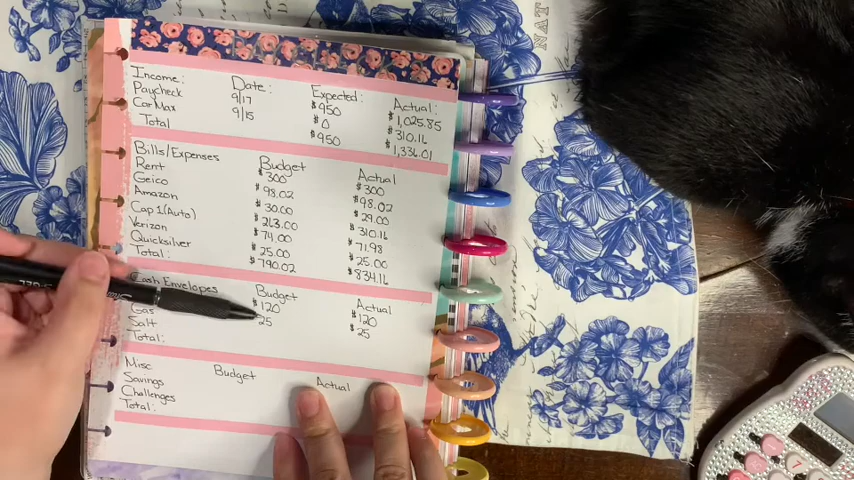 Income: Date: Expected: Actual:
Paycheck 9/17 $950 $1,025.85
CarMax 9/15 $0 $310.16
Total $950 $1,336.01
Bills/Expenses Budget Actual
Rent $300 $300
Geico $98.02 $98.02
Amazon $30.00 $29.00
Cap 1(Auto) $263.00 $310.16
Verizon $74.00 $71.98
Quicksilver $25.00 $25.00
Total: $790.02 $834.16
Cash Envelopes Budget Actual
Gas $120 $120
Salt 25 $25
Total:
Misc Budget Actual
Savings
Challenges
Total:
NAT